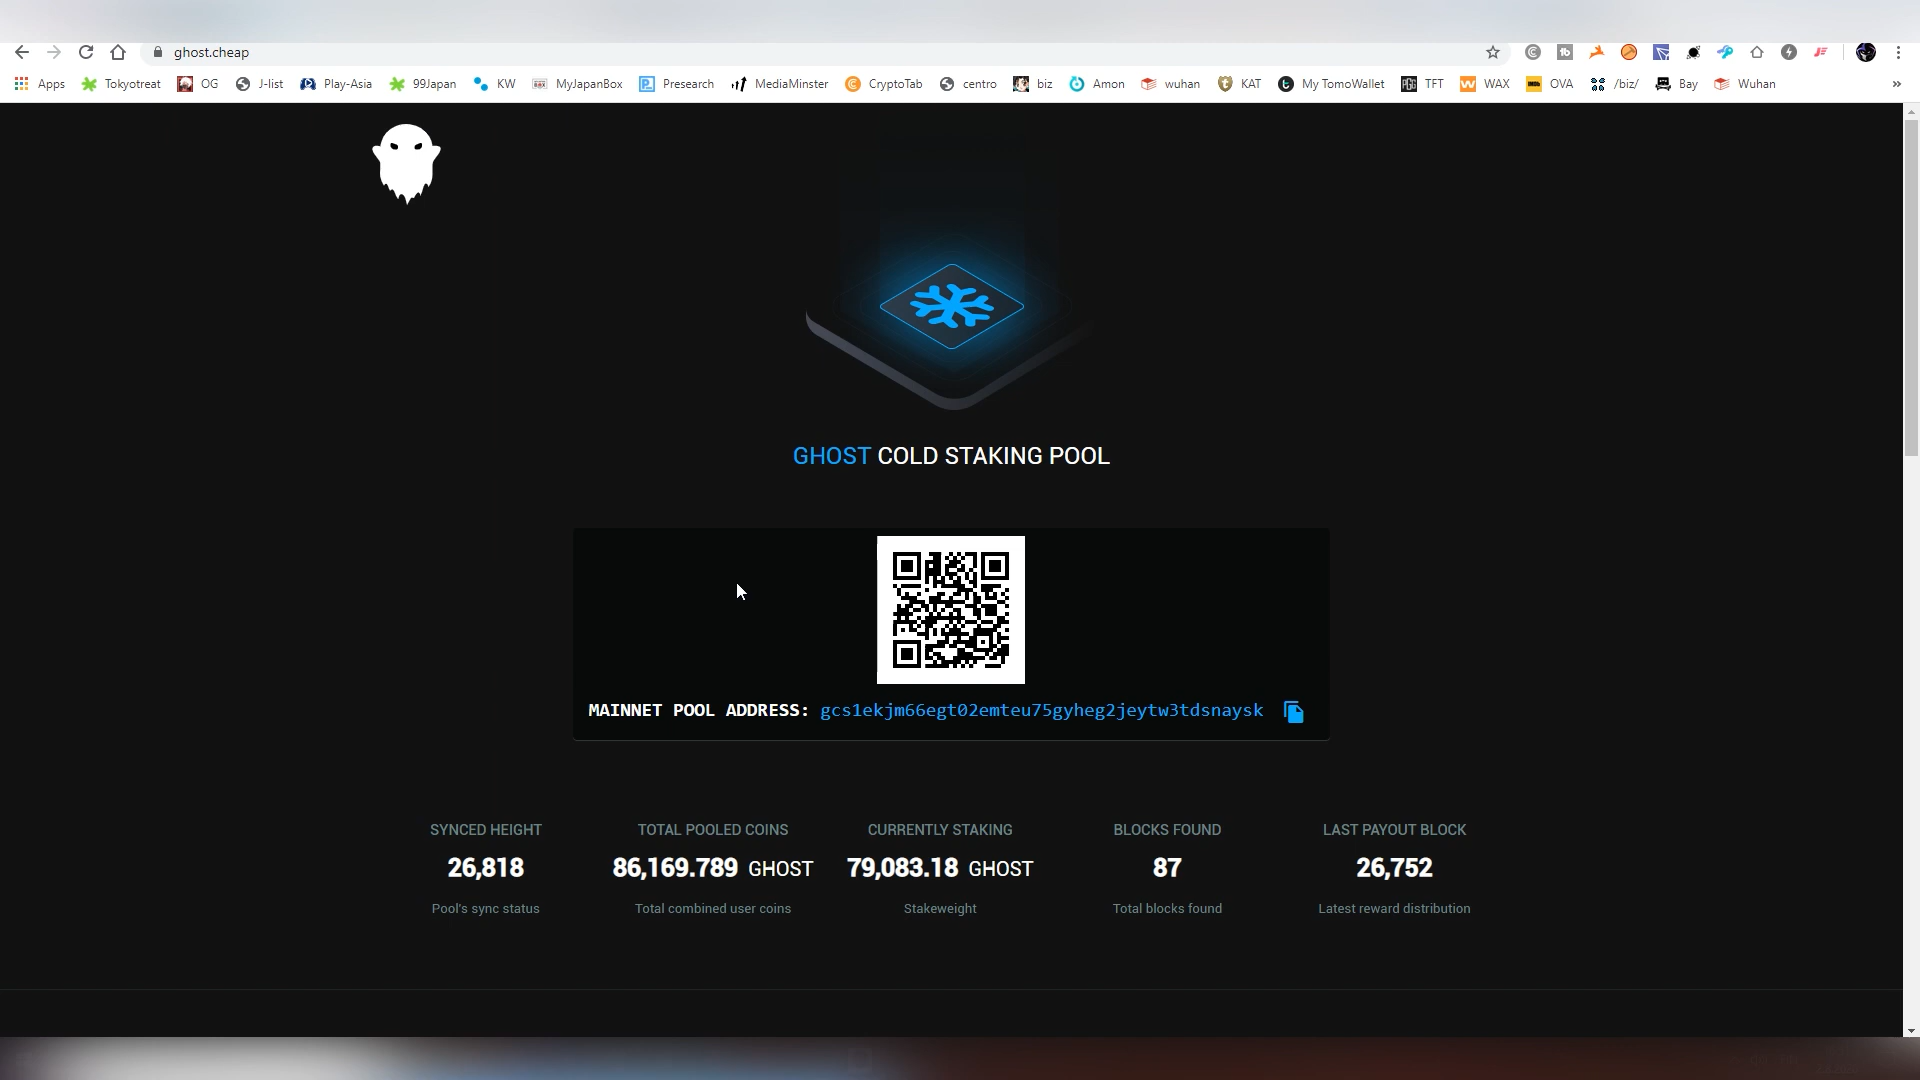 ghost.cheap
Apps Tokyotreat OG J-list Play-Asia 99Japan KW MyJapanBox Presearch MediaMinster CryptoTab centro biz Amon wuhan KAT My TomoWallet TFT WAX OVA /biz/ Bay Wuhan »
GHOST COLD STAKING POOL
MAINNET POOL ADDRESS: gcs1ekjm66egt02emteu75gyheg2jeytw3tdsnaysk
SYNCED HEIGHT TOTAL POOLED COINS CURRENTLY STAKING BLOCKS FOUND LAST PAYOUT BLOCK
26,818 86,169.789 GHOST 79,083.18 GHOST 87 26,752
Pool's sync status Total combined user coins Stakeweight Total blocks found Latest reward distribution